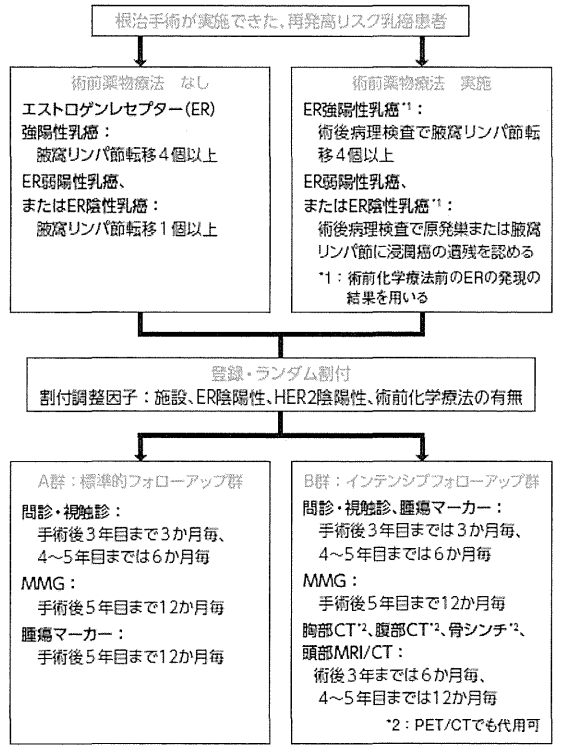 根治手術が実施できた、再発高リスク乳癌患者
術前薬物療法 なし
エストロゲンレセプター(ER)
強陽性乳癌:
腋窩リンパ節転移4個以上
ER弱陽性乳癌、
またはER陰性乳癌:
腋窩リンパ節転移1個以上
術前薬物療法 実施
ER強陽性乳癌*1:
術後病理検査で腋窩リンパ節転
移4個以上
ER弱陽性乳癌、
またはER陰性乳癌*1:
術後病理検査で原発巣または腋窩
リンパ節に浸潤癌の遺残を認める
*1:術前化学療法前のERの発現の
結果を用いる
登録・ランダム割付
割付調整因子:施設、ER陰性性、HER2陰性性、術前化学療法の有無
A群:標準的フォローアップ群
問診・視触診:
手術後3年目まで3か月毎、
4〜5年目までは6か月毎
MMG:
手術後5年目まで12か月毎
腫瘍マーカー:
手術後5年目まで12か月毎
B群:インテンシブフォローアップ群
問診・視触診、腫瘍マーカー:
手術後3年目までは3か月毎、
4〜5年目までは6か月毎
MMG:
手術後5年目まで12か月毎
胸部CT*2、腹部CT*2、骨シンチ*2、
頭部MRI/CT:
術後3年までは6か月毎、
4〜5年目までは12か月毎
*2:PET/CTでも代用可